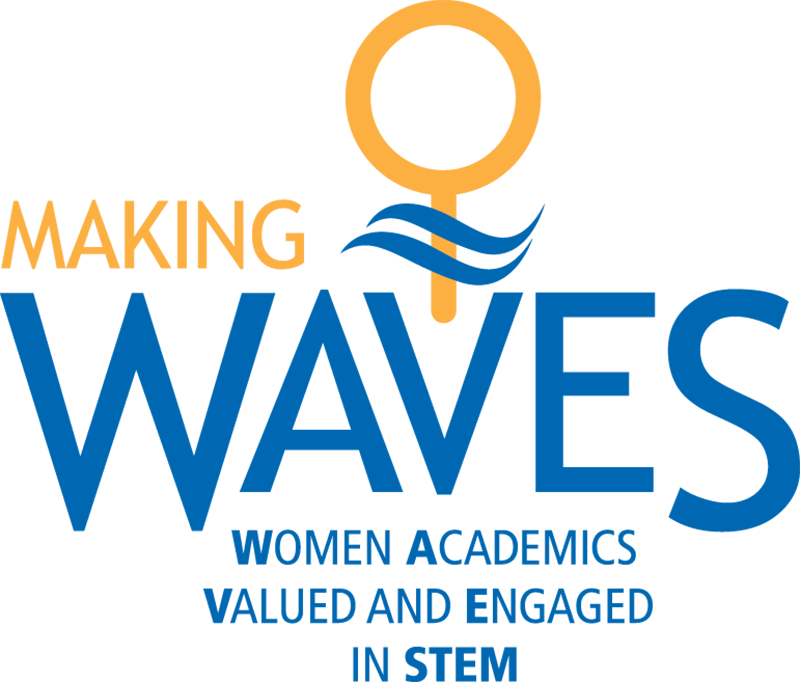 MAKING
WAVES
WOMEN ACADEMICS
VALUED AND ENGAGED
IN STEM